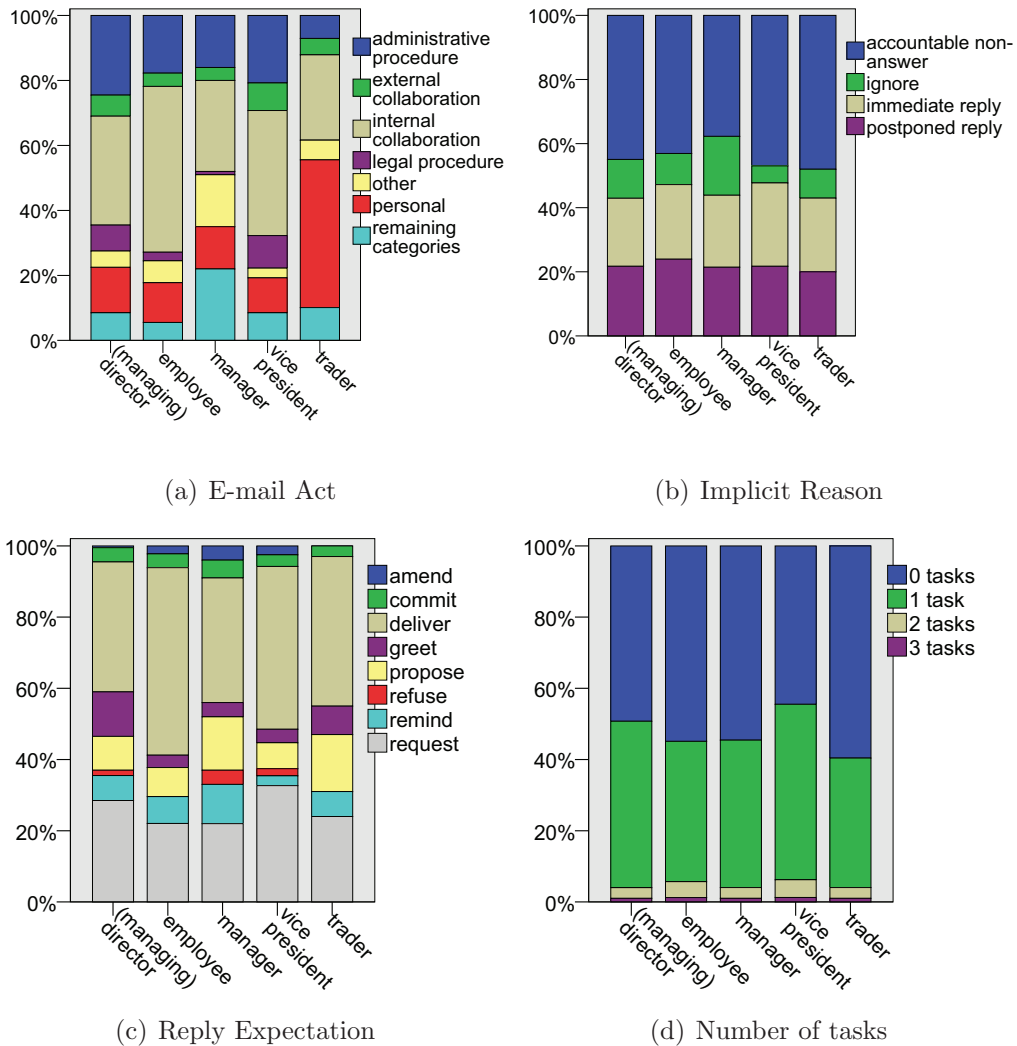 100%
80%
60%
40%
20%
0%
(managing)
director
employee
manager
vice
president
trader
administrative
procedure
external
collaboration
internal
collaboration
legal procedure
other
personal
remaining
categories
(a) E-mail Act
100%
80%
60%
40%
20%
0%
(managing)
director
employee
manager
vice
president
trader
accountable non-
answer
ignore
immediate reply
postponed reply
(b) Implicit Reason
100%
80%
60%
40%
20%
0%
(managing)
director
employee
manager
vice
president
trader
amend
commit
deliver
greet
propose
refuse
remind
request
(c) Reply Expectation
100%
80%
60%
40%
20%
0%
(managing)
director
employee
manager
vice
president
trader
0 tasks
1 task
2 tasks
3 tasks
(d) Number of tasks